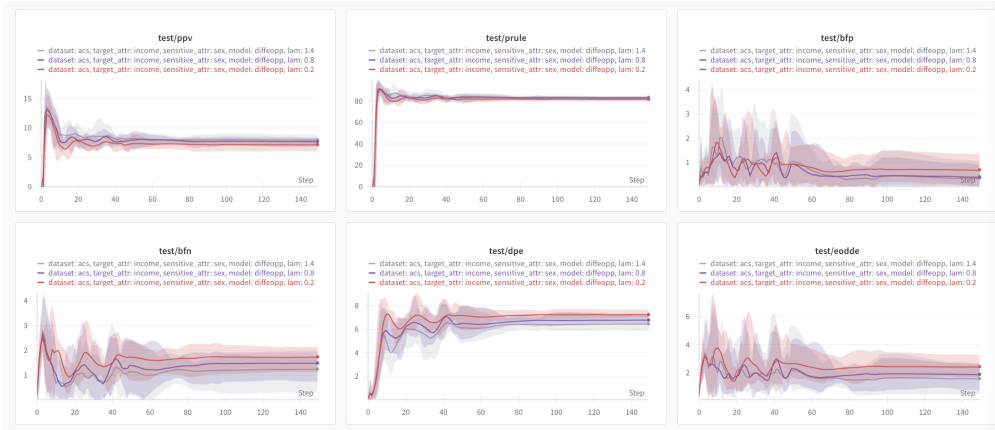 test/ppv
dataset: acs, target_attr: income, sensitive_attr: sex, model: diffeopp, lam: 1.4
dataset: acs, target_attr: income, sensitive_attr: sex, model: diffeopp, lam: 0.8
dataset: acs, target_attr: income, sensitive_attr: sex, model: diffeopp, lam: 0.2
15
10
5
0
Step
0 20 40 60 80 100 120 140
test/prule
dataset: acs, target_attr: income, sensitive_attr: sex, model: diffeopp, lam: 1.4
dataset: acs, target_attr: income, sensitive_attr: sex, model: diffeopp, lam: 0.8
dataset: acs, target_attr: income, sensitive_attr: sex, model: diffeopp, lam: 0.2
80
60
40
20
0
Step
0 20 40 60 80 100 120 140
test/bfp
dataset: acs, target_attr: income, sensitive_attr: sex, model: diffeopp, lam: 1.4
dataset: acs, target_attr: income, sensitive_attr: sex, model: diffeopp, lam: 0.8
dataset: acs, target_attr: income, sensitive_attr: sex, model: diffeopp, lam: 0.2
4
3
2
1
Step
0 20 40 60 80 100 120 140
test/bfn
dataset: acs, target_attr: income, sensitive_attr: sex, model: diffeopp, lam: 1.4
dataset: acs, target_attr: income, sensitive_attr: sex, model: diffeopp, lam: 0.8
dataset: acs, target_attr: income, sensitive_attr: sex, model: diffeopp, lam: 0.2
4
3
2
1
Step
0 20 40 60 80 100 120 140
test/dpe
dataset: acs, target_attr: income, sensitive_attr: sex, model: diffeopp, lam: 1.4
dataset: acs, target_attr: income, sensitive_attr: sex, model: diffeopp, lam: 0.8
dataset: acs, target_attr: income, sensitive_attr: sex, model: diffeopp, lam: 0.2
8
6
4
2
Step
0 20 40 60 80 100 120 140
test/eodde
dataset: acs, target_attr: income, sensitive_attr: sex, model: diffeopp, lam: 1.4
dataset: acs, target_attr: income, sensitive_attr: sex, model: diffeopp, lam: 0.8
dataset: acs, target_attr: income, sensitive_attr: sex, model: diffeopp, lam: 0.2
6
4
2
Step
0 20 40 60 80 100 120 140